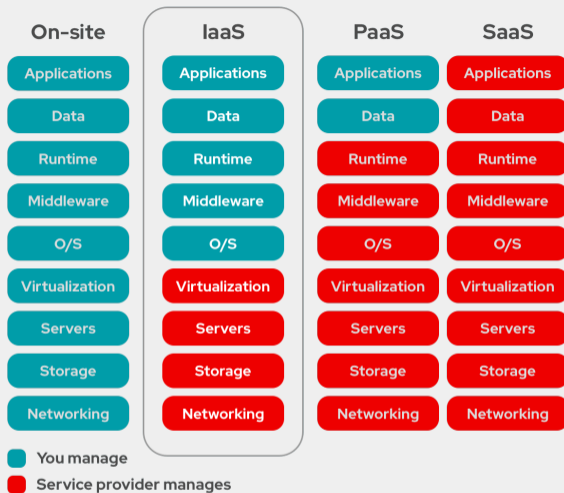 On-site IaaS PaaS SaaS
Applications Applications Applications Applications
Data Data Data Data
Runtime Runtime Runtime Runtime
Middleware Middleware Middleware Middleware
O/S O/S O/S O/S
Virtualization Virtualization Virtualization Virtualization
Servers Servers Servers Servers
Storage Storage Storage Storage
Networking Networking Networking Networking
You manage
Service provider manages